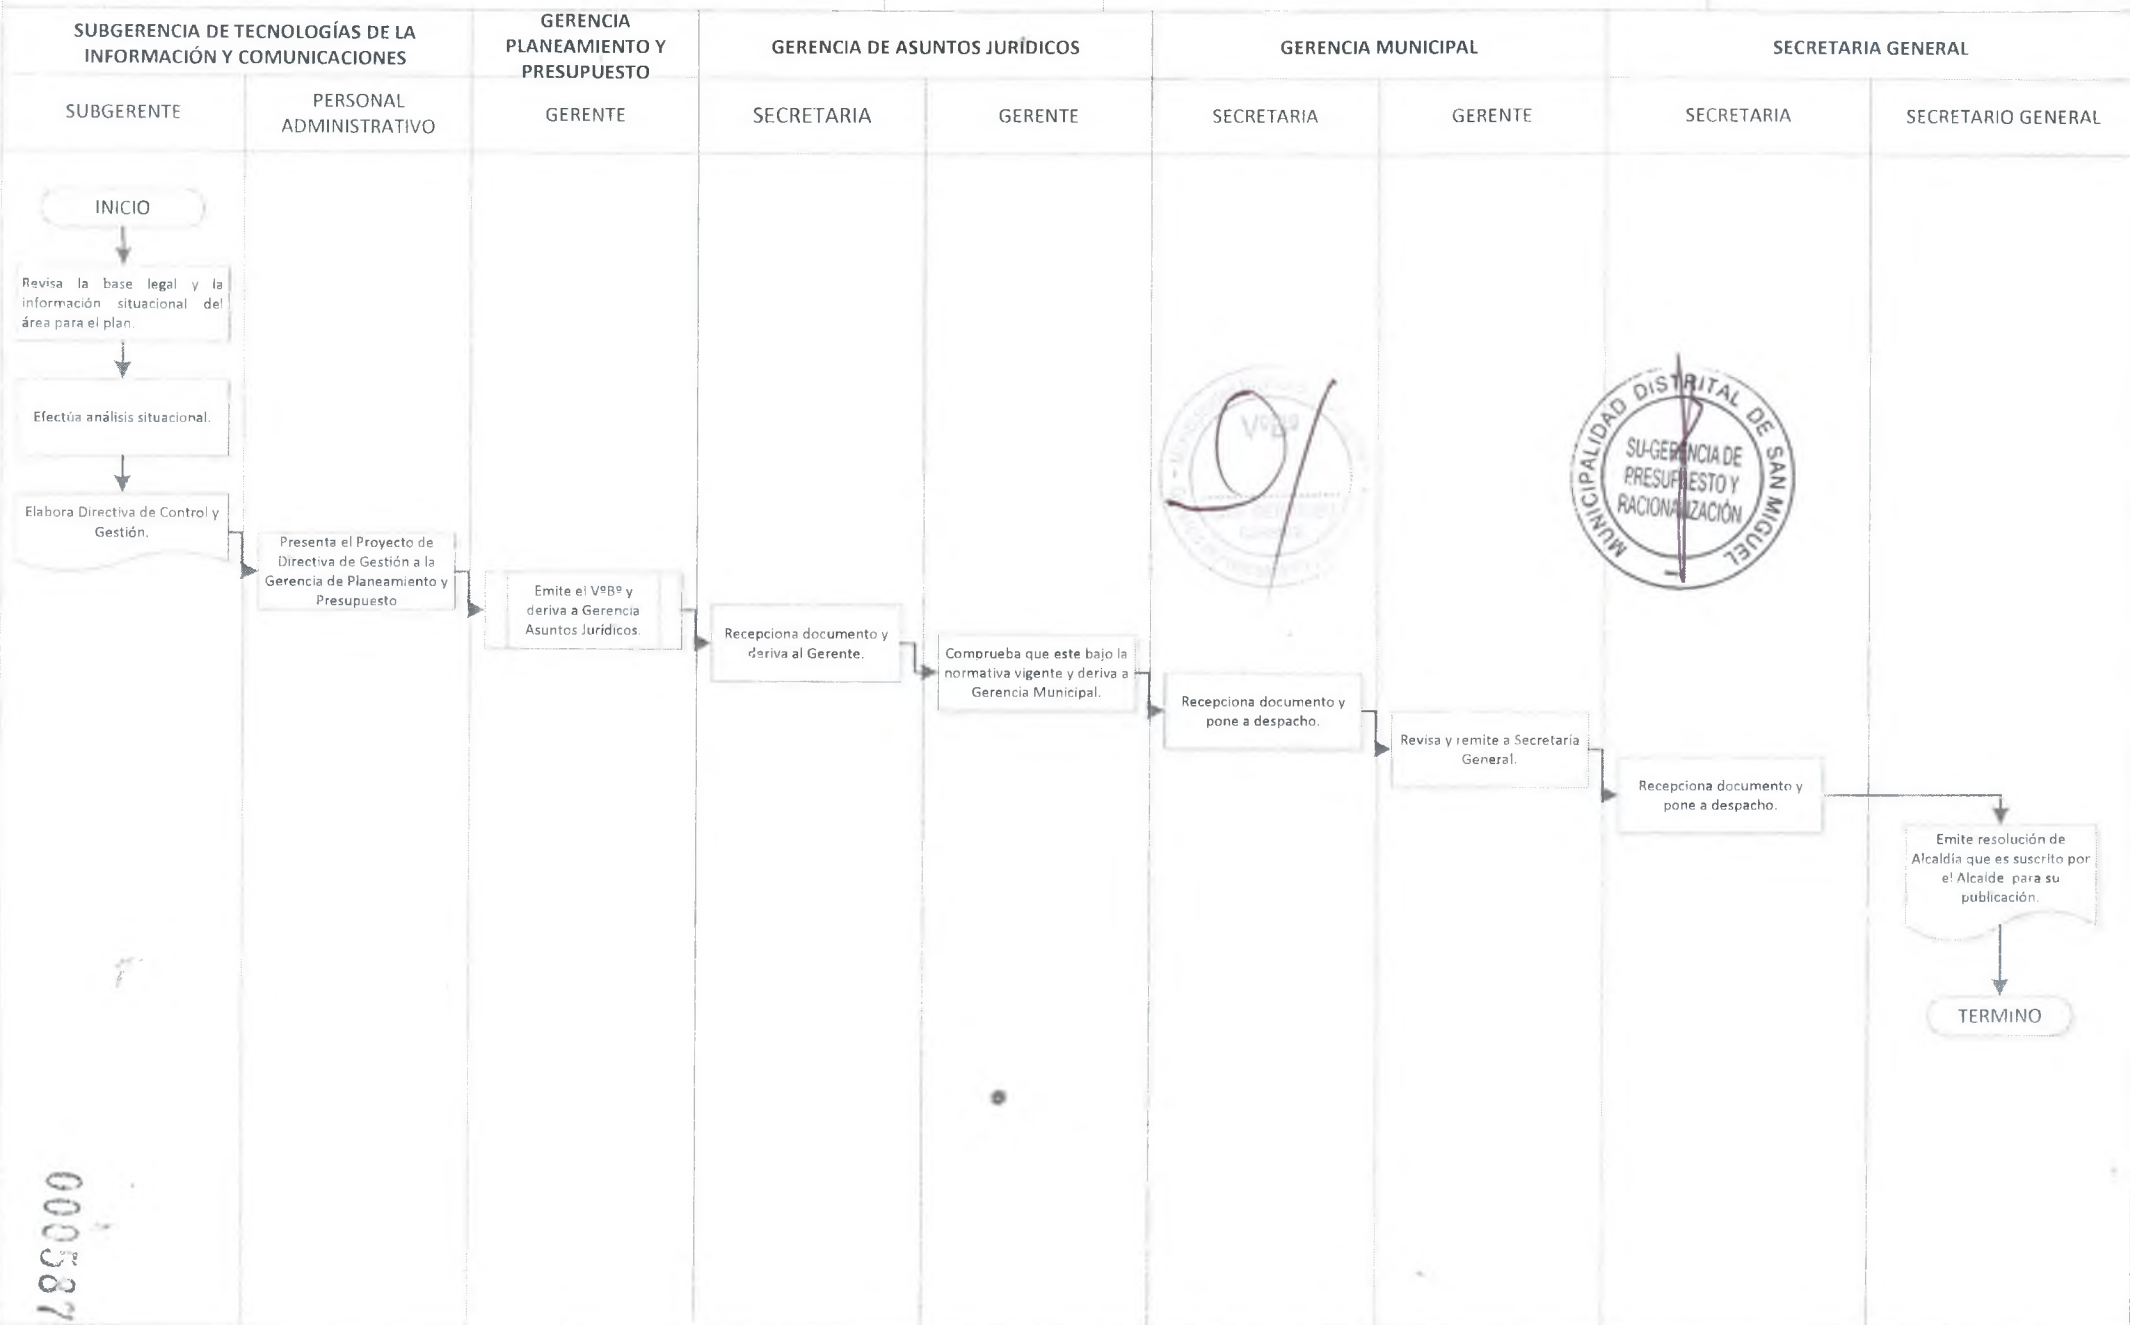 SUBGERENCIA DE TECNOLOGÍAS DE LA
INFORMACIÓN Y COMUNICACIONES
GERENCIA
PLANEAMIENTO Y
PRESUPUESTO
GERENCIA DE ASUNTOS JURÍDICOS
GERENCIA MUNICIPAL
SECRETARIA GENERAL
SUBGERENTE
PERSONAL
ADMINISTRATIVO
GERENTE
SECRETARIA
GERENTE
SECRETARIA
GERENTE
SECRETARIA
SECRETARIO GENERAL
INICIO
Revisa la base legal y la
información situacional del
área para el plan.
Efectúa análisis situacional.
Elabora Directiva de Control y
Gestión.
Presenta el Proyecto de
Directiva de Gestión a la
Gerencia de Planeamiento y
Presupuesto
Emite el VºBº y
deriva a Gerencia
Asuntos Jurídicos.
Recepciona documento y
deriva al Gerente.
Comprueba que este bajo la
normativa vigente y deriva a
Gerencia Municipal.
Recepciona documento y
pone a despacho.
Revisa y remite a Secretaría
General.
Recepciona documento y
pone a despacho.
Emite resolución de
Alcaldía que es suscrito por
el Alcalde para su
publicación.
TERMINO
VºBº
MUNICIPALIDAD DISTRITAL DE SAN MIGUEL
SU-GERENCIA DE
PRESUPUESTO Y
RACIONALIZACIÓN
000587